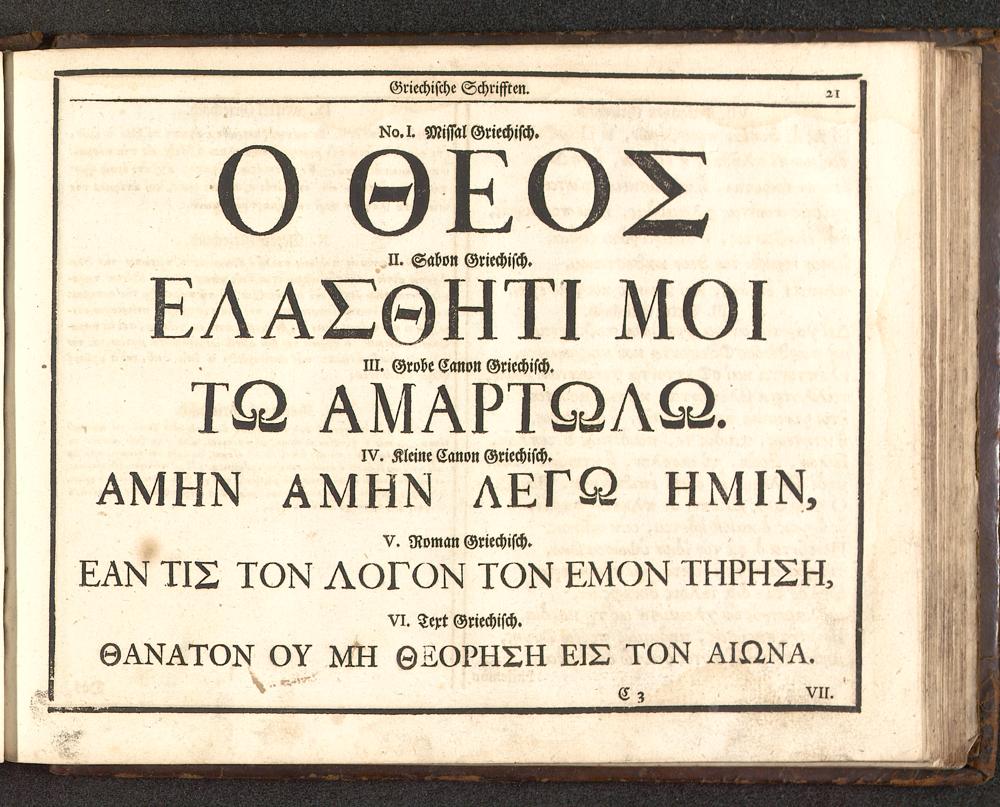 Griechische Schrifften.
21
No. I. Missal Griechisch.
Ο ΘΕΟΣ
II. Sabon Griechisch.
ΕΛΑΣΘΗΤΙ ΜΟΙ
III. Grobe Canon Griechisch.
ΤΩ ΑΜΑΡΤΩΛΩ.
IV. Kleine Canon Griechisch.
ΑΜΗΝ ΑΜΗΝ ΛΕΓΩ ΗΜΙΝ,
V. Roman Griechisch.
ΕΑΝ ΤΙΣ ΤΟΝ ΛΟΓΟΝ ΤΟΝ ΕΜΟΝ ΤΗΡΗΣΗ,
VI. Text Griechisch.
ΘΑΝΑΤΟΝ ΟΥ ΜΗ ΘΕΟΡΗΣΗ ΕΙΣ ΤΟΝ ΑΙΩΝΑ.
C 3
VII.